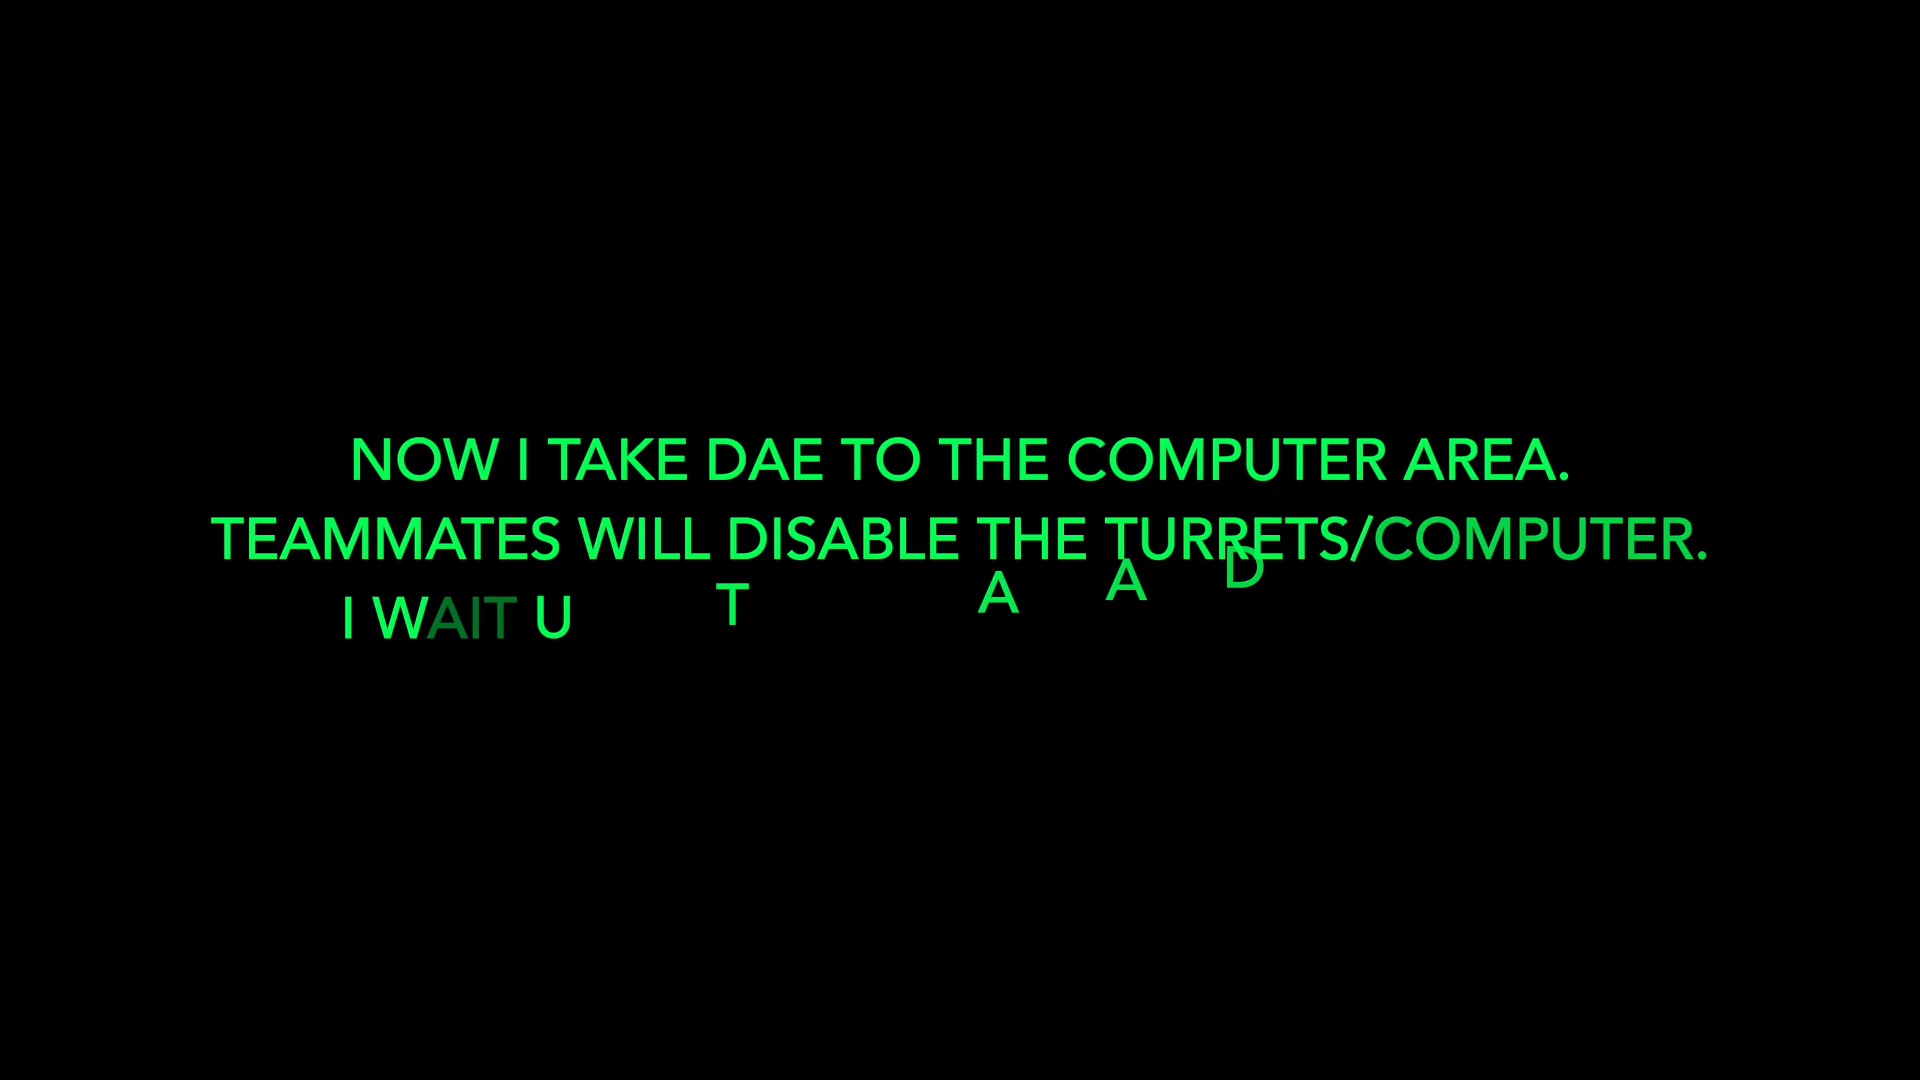 NOW I TAKE DAE TO THE COMPUTER AREA.
TEAMMATES WILL DISABLE THE TURRETS/COMPUTER.
I WAIT U T A A D